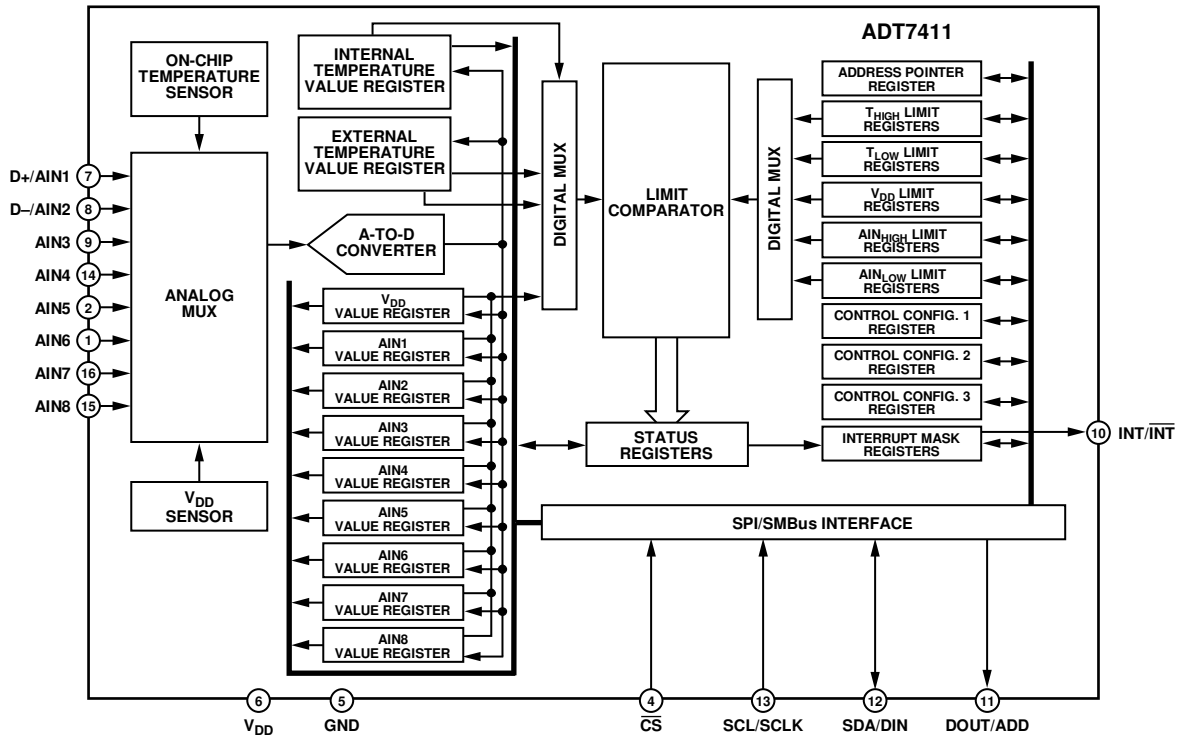 ADT7411
ON-CHIP
TEMPERATURE
SENSOR
INTERNAL
TEMPERATURE
VALUE REGISTER
EXTERNAL
TEMPERATURE
VALUE REGISTER
A-TO-D
CONVERTER
ANALOG
MUX
VDD
SENSOR
D+/AIN1
7
D–/AIN2
8
AIN3
9
AIN4
14
AIN5
2
AIN6
1
AIN7
16
AIN8
15
VDD
VALUE REGISTER
AIN1
VALUE REGISTER
AIN2
VALUE REGISTER
AIN3
VALUE REGISTER
AIN4
VALUE REGISTER
AIN5
VALUE REGISTER
AIN6
VALUE REGISTER
AIN7
VALUE REGISTER
AIN8
VALUE REGISTER
DIGITAL MUX
LIMIT
COMPARATOR
DIGITAL MUX
ADDRESS POINTER
REGISTER
THIGH LIMIT
REGISTERS
TLOW LIMIT
REGISTERS
VDD LIMIT
REGISTERS
AINHIGH LIMIT
REGISTERS
AINLOW LIMIT
REGISTERS
CONTROL CONFIG. 1
REGISTER
CONTROL CONFIG. 2
REGISTER
CONTROL CONFIG. 3
REGISTER
INTERRUPT MASK
REGISTERS
STATUS
REGISTERS
10
INT/INT
SPI/SMBus INTERFACE
6
VDD
5
GND
4
CS
13
SCL/SCLK
12
SDA/DIN
11
DOUT/ADD